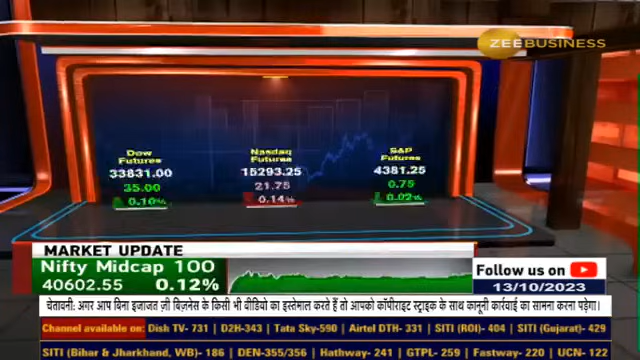 ZEE BUSINESS
Dow
Futures
33831.00
35.00
0.10%
Nasdaq
Futures
15293.25
21.75
0.14%
S&P
Futures
4381.25
0.75
0.02%
MARKET UPDATE
Nifty Midcap 100
40602.55 0.12%
Follow us on
13/10/2023
चेतावनी: अगर आप बिना इजाजत ज़ी बिज़नेस के किसी भी वीडियो का इस्तेमाल करते हैं तो आपको कॉपीराइट स्ट्राइक के साथ कानूनी कार्रवाई का सामना करना पड़ेगा।
Channel available on: Dish TV- 731 | D2H-343 | Tata Sky-590 | Airtel DTH-331 | SITI (ROI) - 404 | SITI (Gujarat) - 429
SITI (Bihar & Jharkhand, WB)- 186 | DEN-355/356 | Hathway-241 | GTPL- 259 | Fastway- 220 | UCN- 122